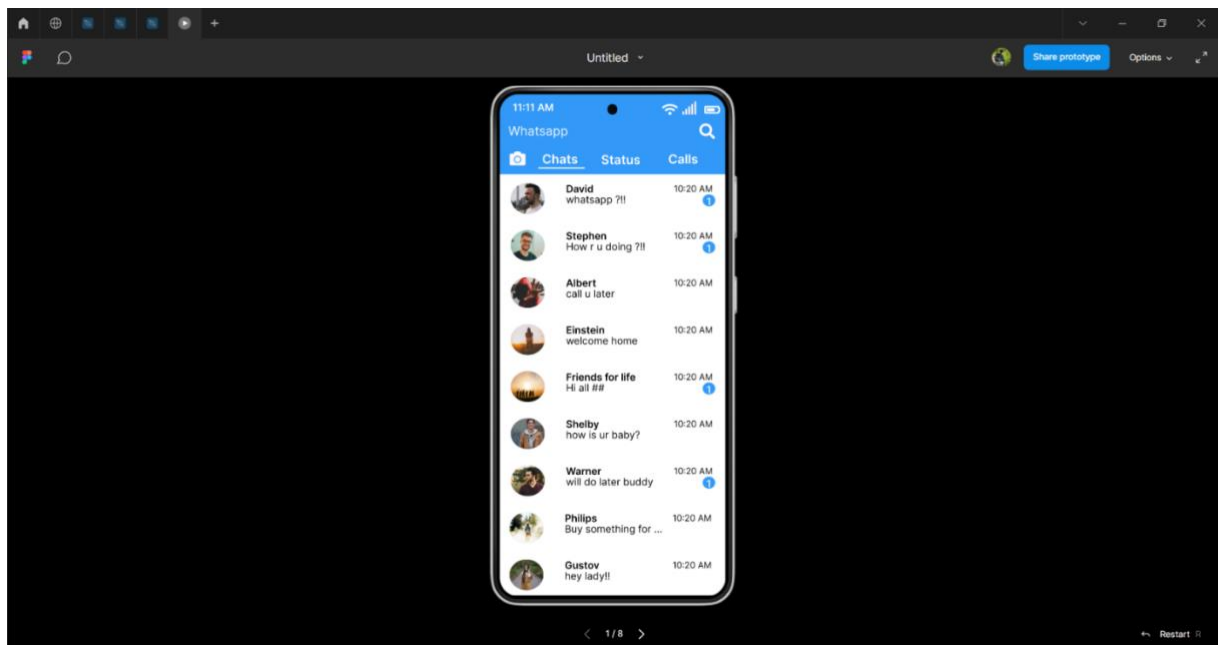 Untitled
Share prototype
Options
11:11 AM
Whatsapp
Chats Status Calls
David 10:20 AM
whatsapp ?!! 1
Stephen 10:20 AM
How r u doing ?!! 1
Albert 10:20 AM
call u later
Einstein 10:20 AM
welcome home
Friends for life 10:20 AM
Hi all ## 1
Shelby 10:20 AM
how is ur baby?
Warner 10:20 AM
will do later buddy 1
Philips 10:20 AM
Buy something for ...
Gustov 10:20 AM
hey lady!!
1 / 8
Restart R